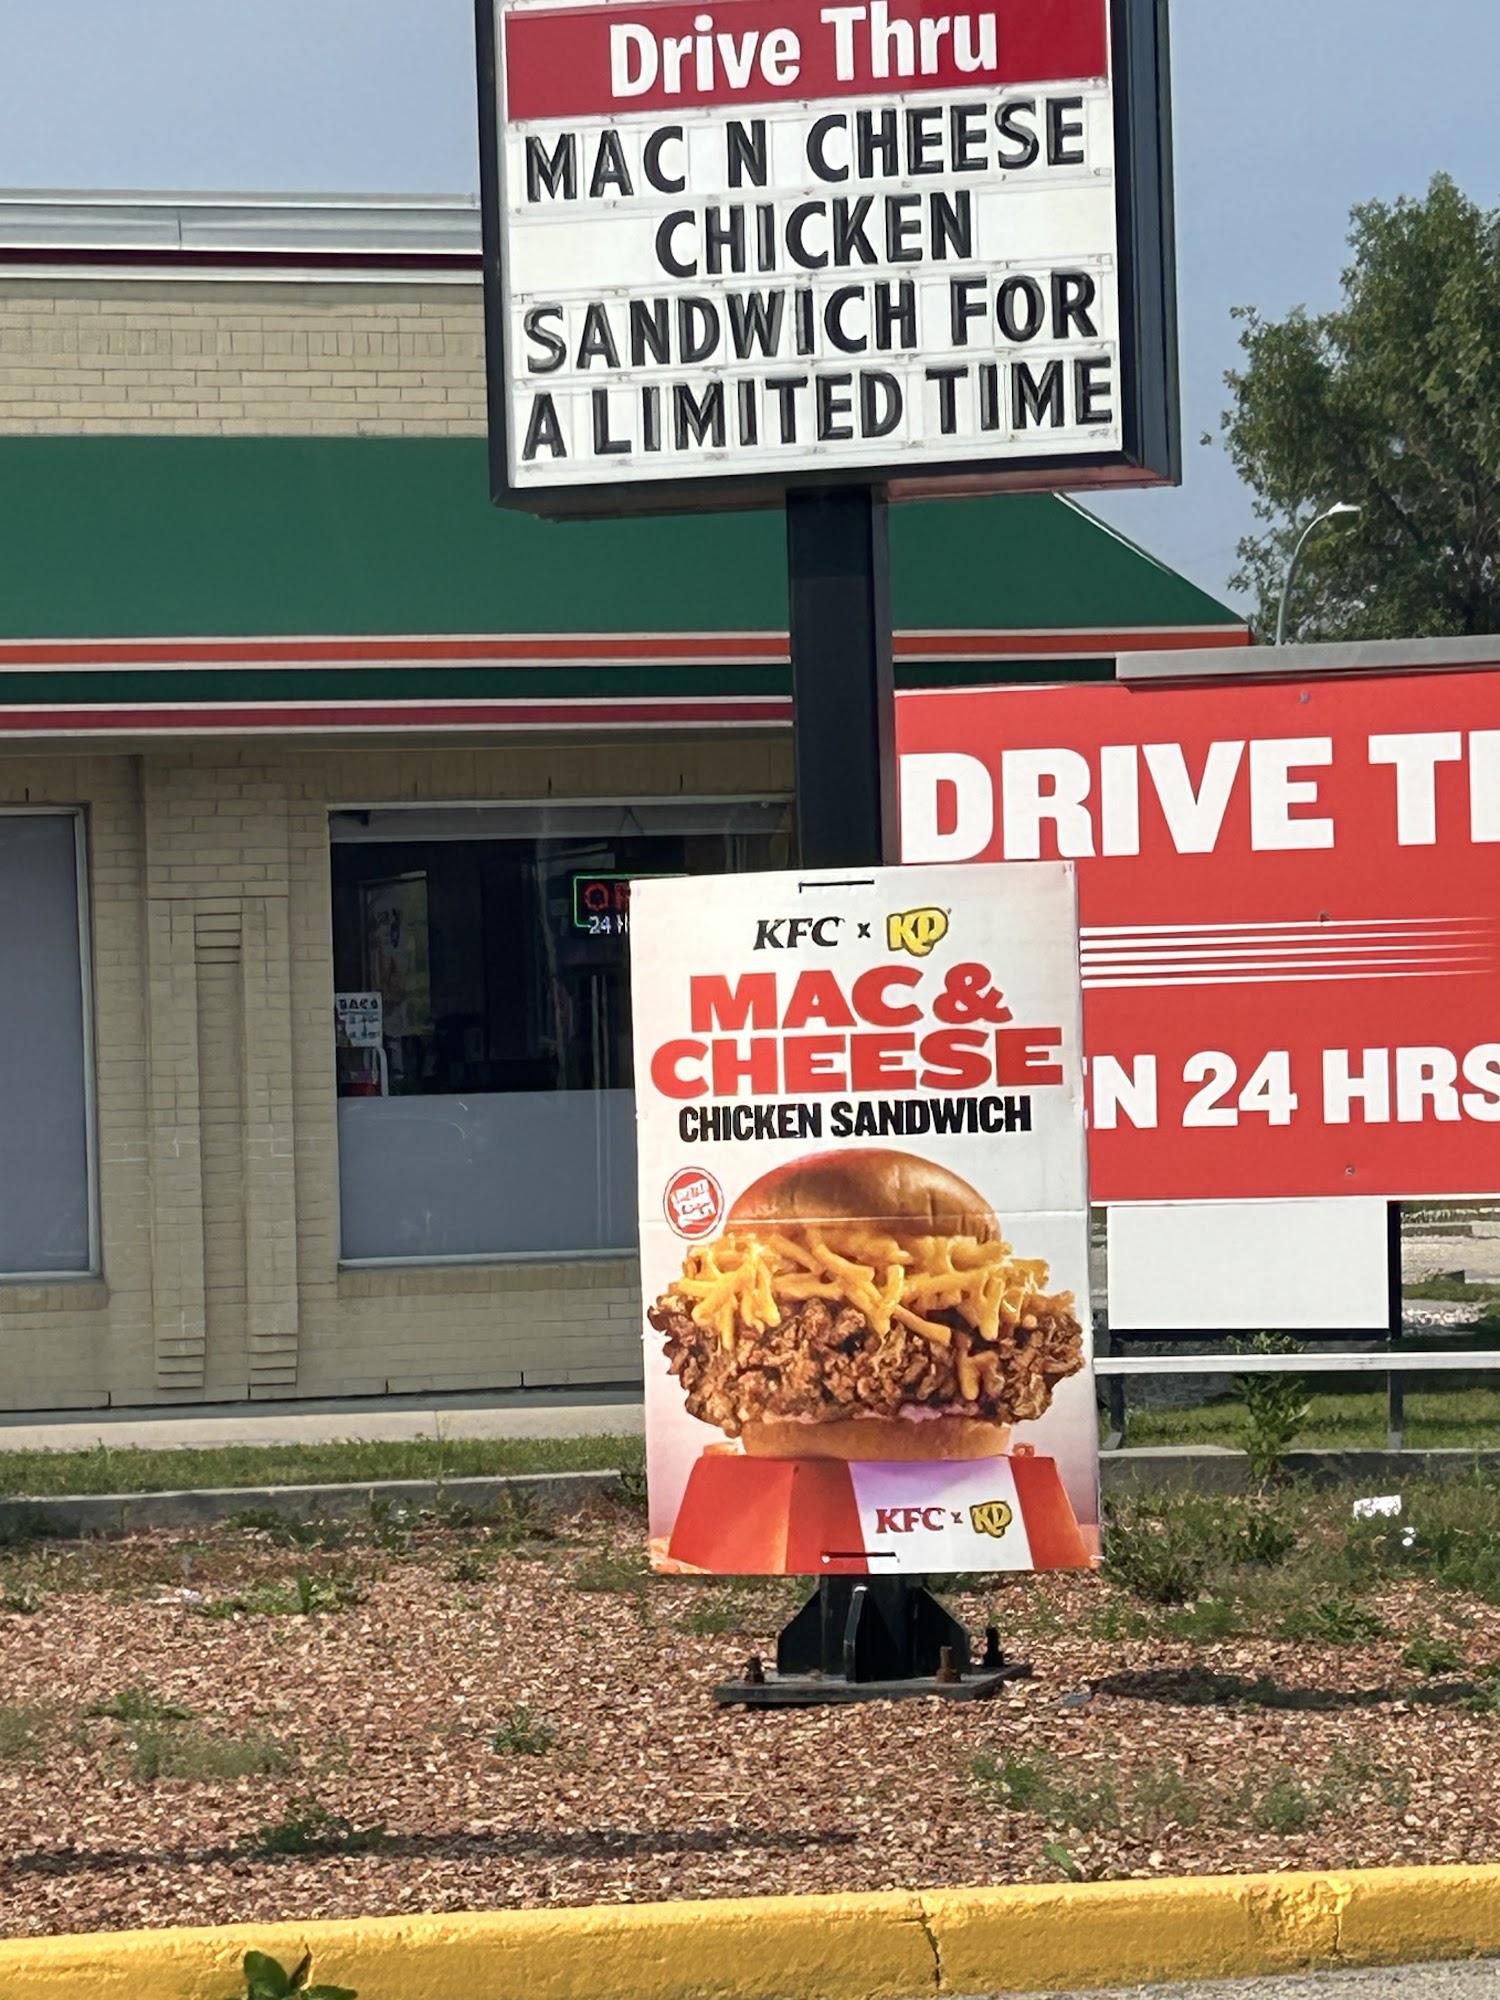 Drive Thru
MAC N CHEESE
CHICKEN
SANDWICH FOR
A LIMITED TIME
DRIVE T
N 24 HRS
24 H
KFC x KD
MAC &
CHEESE
CHICKEN SANDWICH
KFC x KD